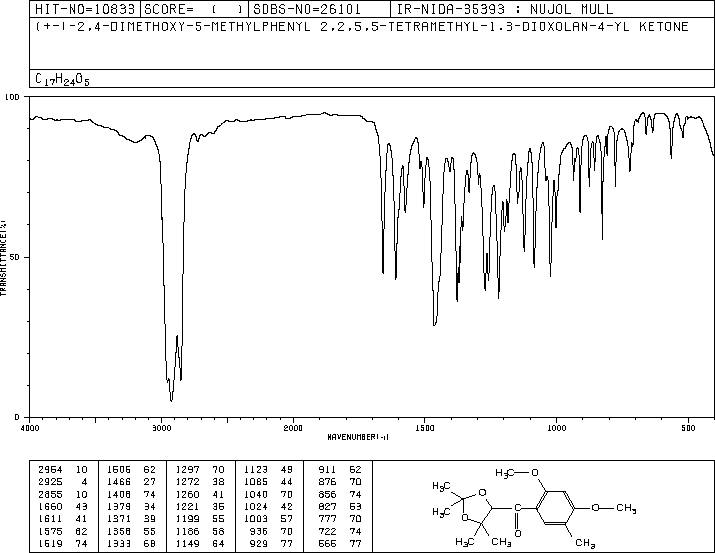 HIT-NO=10833 SCORE= ( ) SDBS-NO=26101 IR-NIDA-35393 : NUJOL MULL
(+-)-2,4-DIMETHOXY-5-METHYLPHENYL 2,2,5,5-TETRAMETHYL-1,3-DIOXOLAN-4-YL KETONE
C17H24O5
100
50
0
TRANSMITTANCE(%)
4000 3000 2000 1500 1000 500
WAVENUMBER(-1)
2954 10 1506 62 1297 70 1123 49 911 62
2925 4 1466 27 1272 38 1085 44 876 70
2855 10 1408 74 1260 41 1040 70 856 74
1660 43 1379 34 1221 35 1024 42 827 53
1611 41 1371 39 1199 55 1003 57 777 70
1575 62 1358 55 1186 58 936 70 722 74
1519 74 1333 68 1149 64 929 77 565 77
H3C O
H3C O O O CH3
H3C O
H3C CH3 O CH3